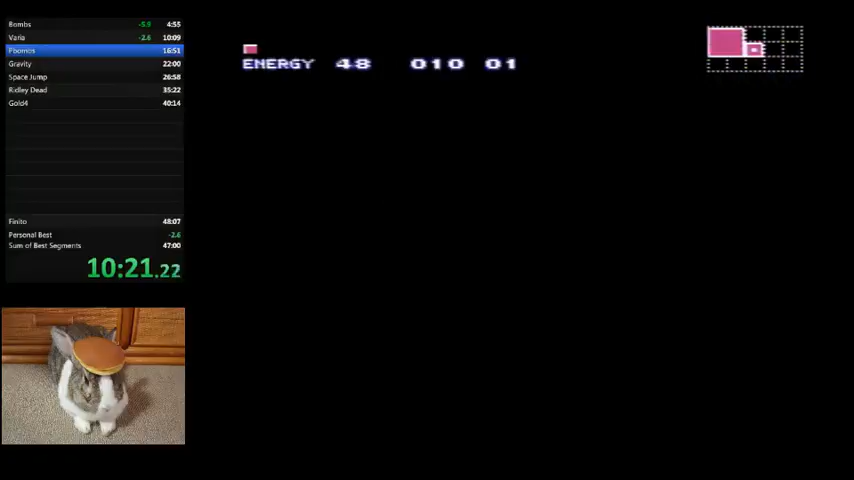 Bombs -5.9 4:55
Varia -2.6 10:09
Pbombs 16:51
Gravity 22:00
Space Jump 26:58
Ridley Dead 35:22
Gold4 40:14
Finito 48:07
Personal Best -2.6
Sum of Best Segments 47:00
10:21.22
ENERGY 48 010 01